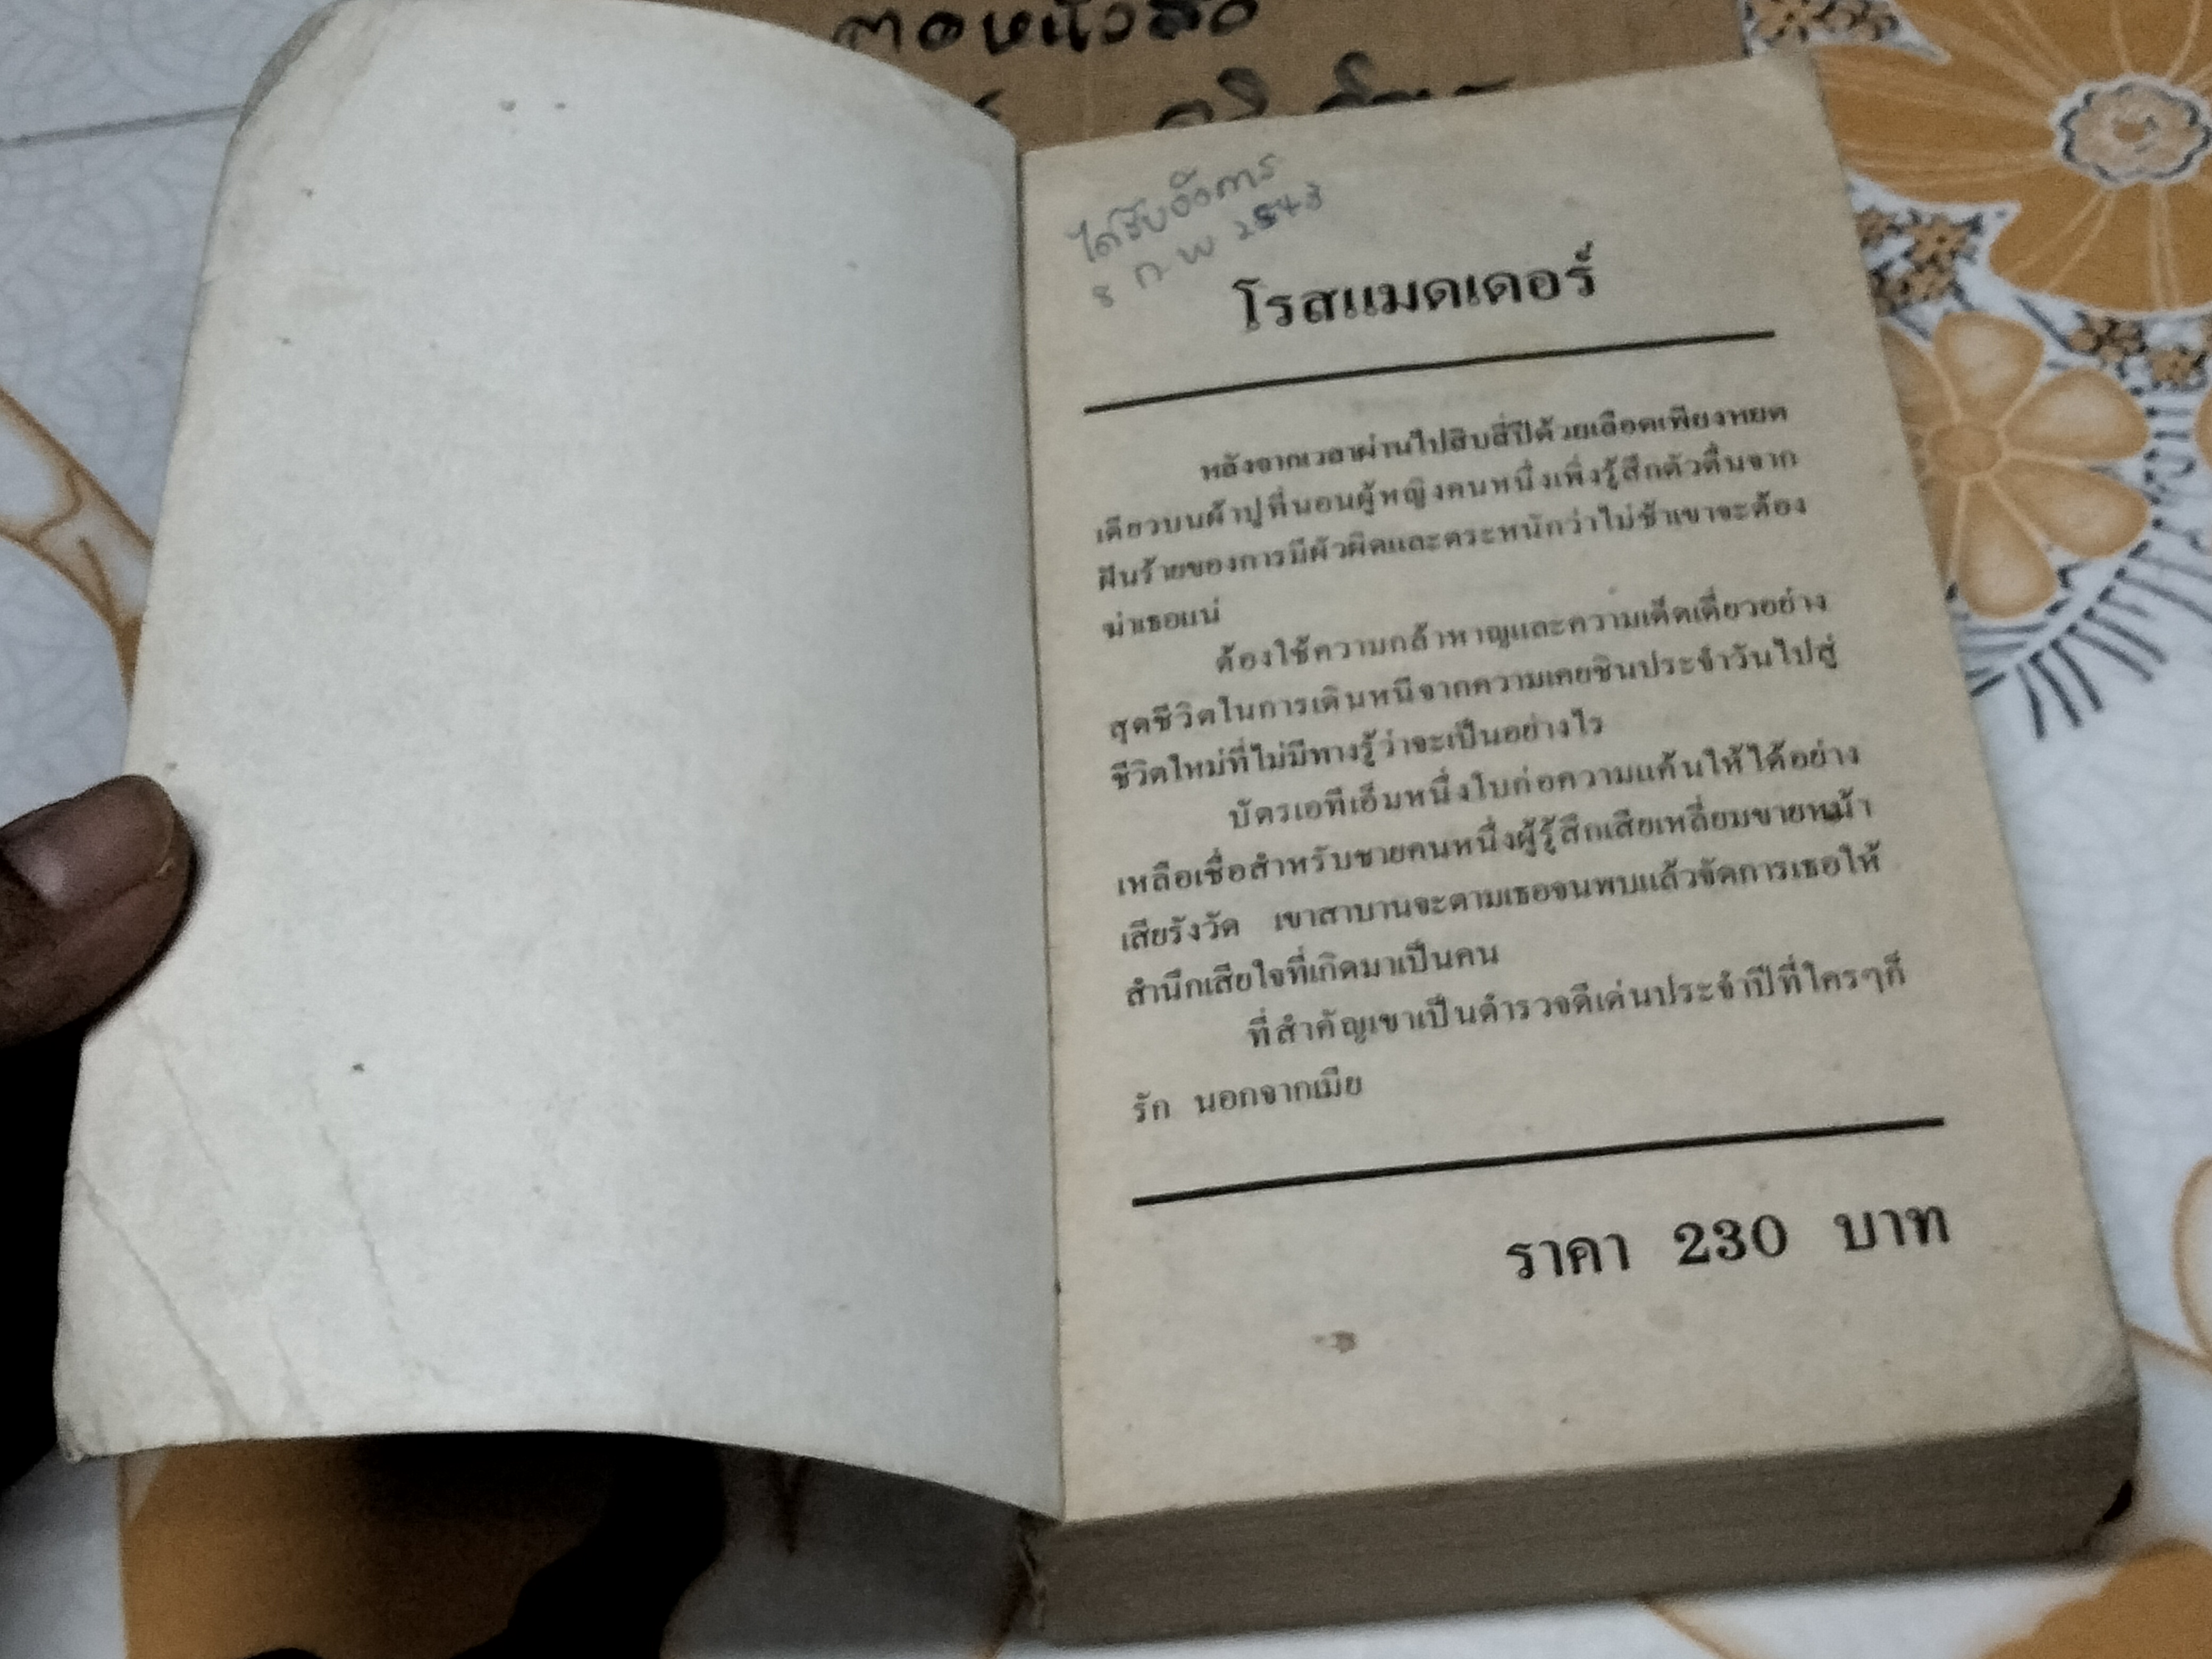 ตอหนังสือ
ได้รับวันอังคาร
8 ก พ 2543
โรสแมดเดอร์
หลังจากเวลาผ่านไปสิบสี่ปีด้วยเลือดเพียงหยด
เดียวบนผ้าปูที่นอนผู้หญิงคนหนึ่งเพิ่งรู้สึกตัวตื่นจาก
ฝันร้ายของการมีผัวผิดและตระหนักว่าไม่ช้าเขาจะต้อง
ฆ่าเธอแน่
ต้องใช้ความกล้าหาญและความเด็ดเดี่ยวอย่าง
สุดชีวิตในการเดินหนีจากความเคยชินประจำวันไปสู่
ชีวิตใหม่ที่ไม่มีทางรู้ว่าจะเป็นอย่างไร
บัตรเอทีเอ็มหนึ่งใบก่อความแค้นให้ได้อย่าง
เหลือเชื่อสำหรับชายคนหนึ่งผู้รู้สึกเสียเหลี่ยมขายหน้า
เสียรังวัด เขาสาบานจะตามเธอจนพบแล้วจัดการเธอให้
สำนึกเสียใจที่เกิดมาเป็นคน
ที่สำคัญเขาเป็นตำรวจดีเด่นประจำปีที่ใครๆก็
รัก นอกจากเมีย
ราคา 230 บาท